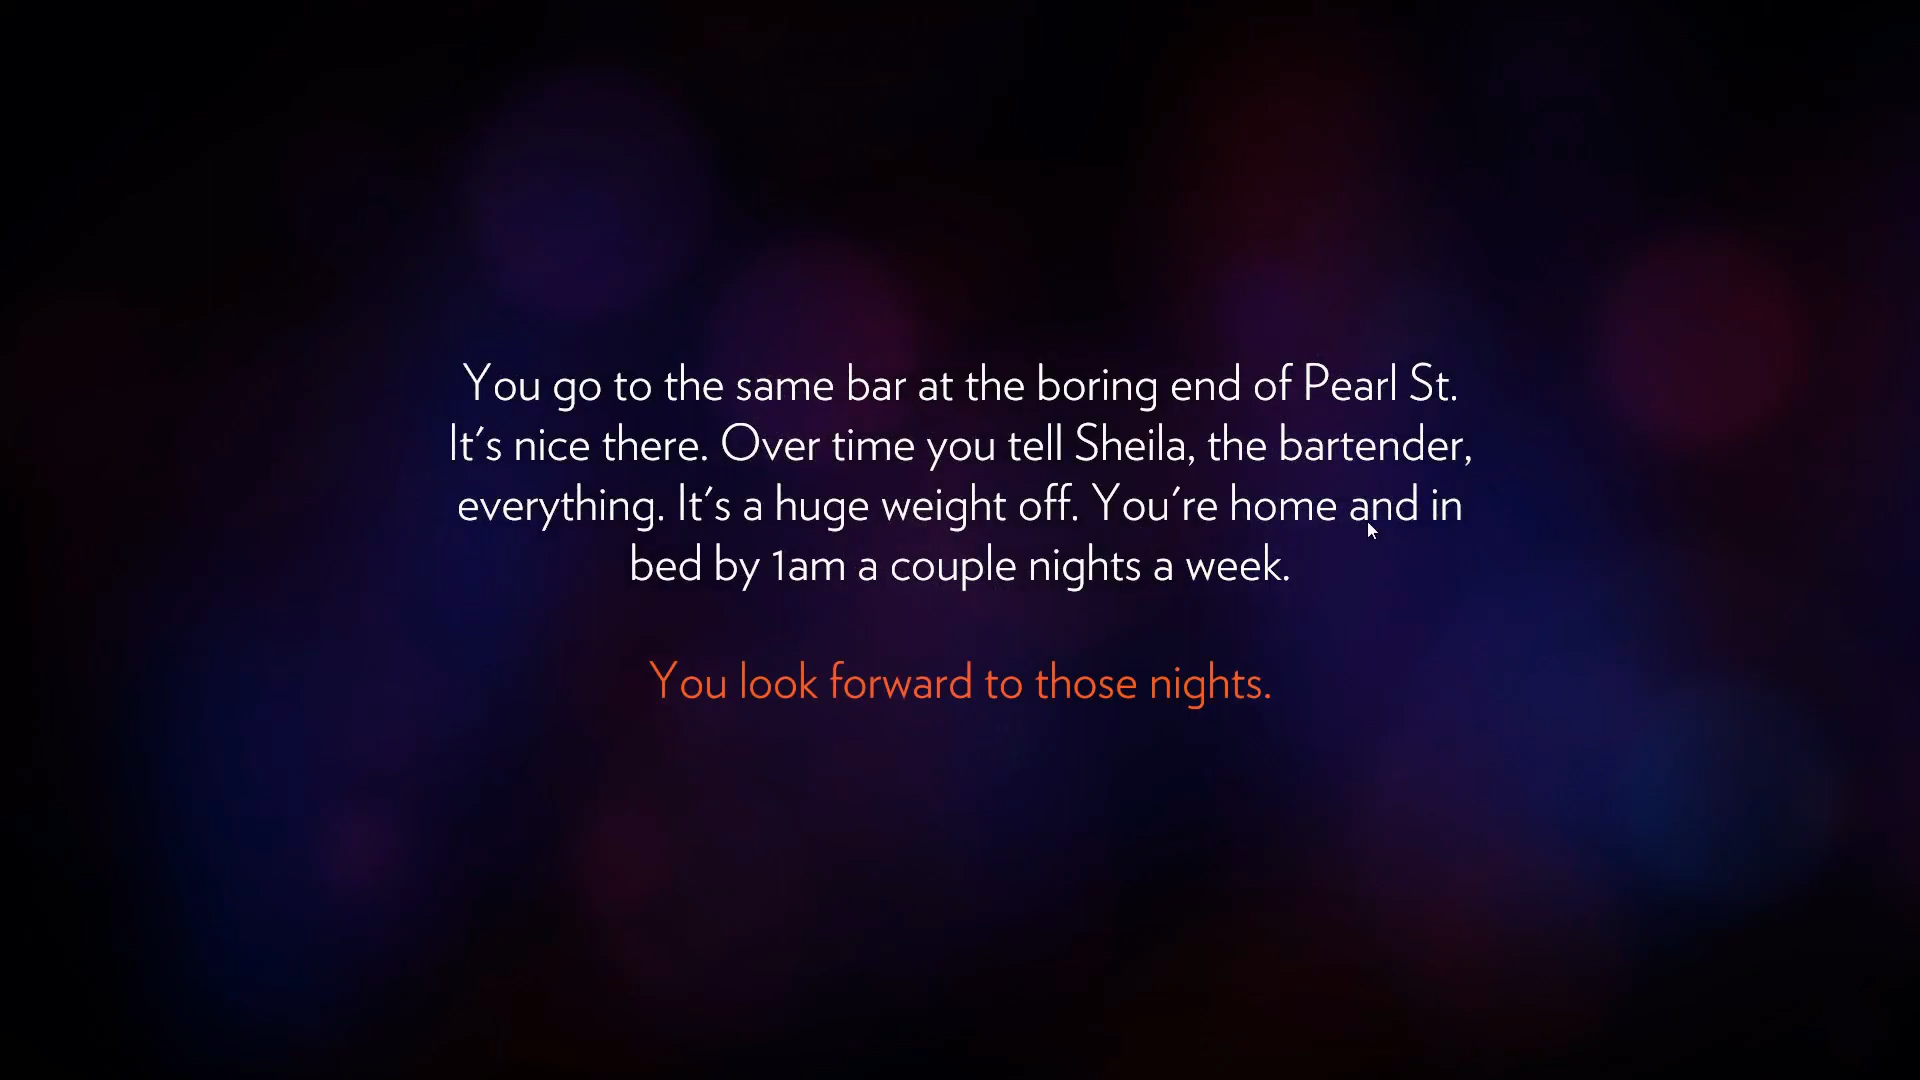 You go to the same bar at the boring end of Pearl St.
It's nice there. Over time you tell Sheila, the bartender,
everything. It's a huge weight off. You're home and in
bed by 1am a couple nights a week.
You look forward to those nights.